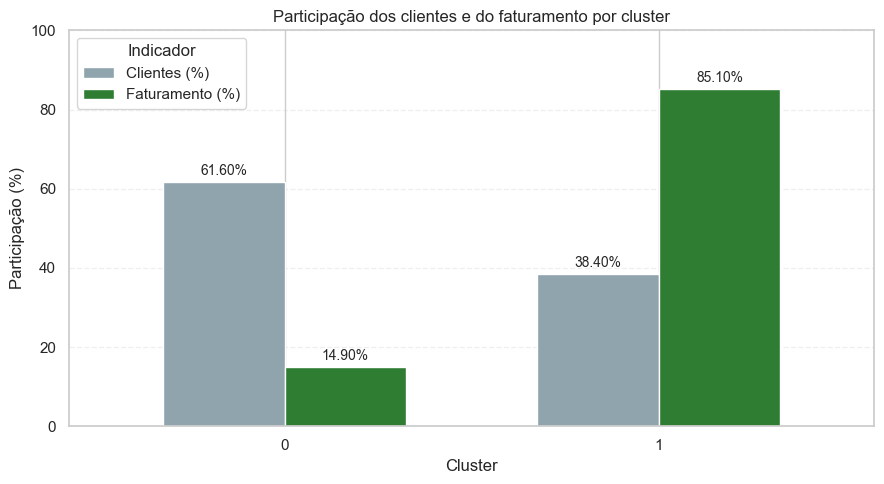 Participação dos clientes e do faturamento por cluster
Indicador
Clientes (%)
Faturamento (%)
Participação (%)
100
80
60
40
20
0
61.60%
14.90%
38.40%
85.10%
0
1
Cluster